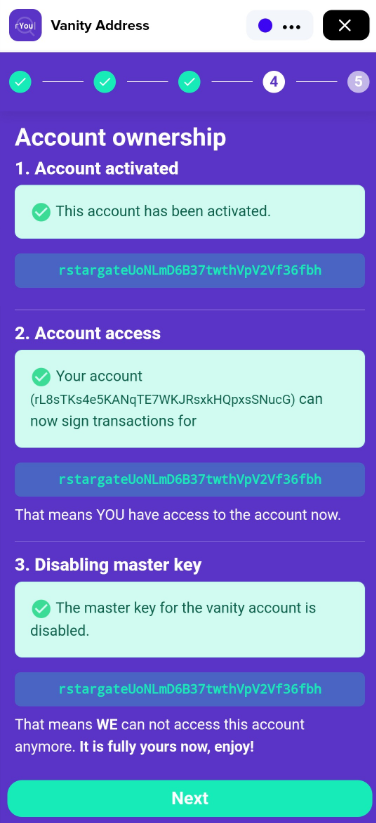 rYou!
Vanity Address
4
5
Account ownership
1. Account activated
This account has been activated.
rstargateUoNLmD6B37twthVpV2Vf36fbh
2. Account access
Your account
(rL8sTKs4e5KANqTE7WKJRsxkHQpxsSNucG) can
now sign transactions for
rstargateUoNLmD6B37twthVpV2Vf36fbh
That means YOU have access to the account now.
3. Disabling master key
The master key for the vanity account is
disabled.
rstargateUoNLmD6B37twthVpV2Vf36fbh
That means WE can not access this account
anymore. It is fully yours now, enjoy!
Next